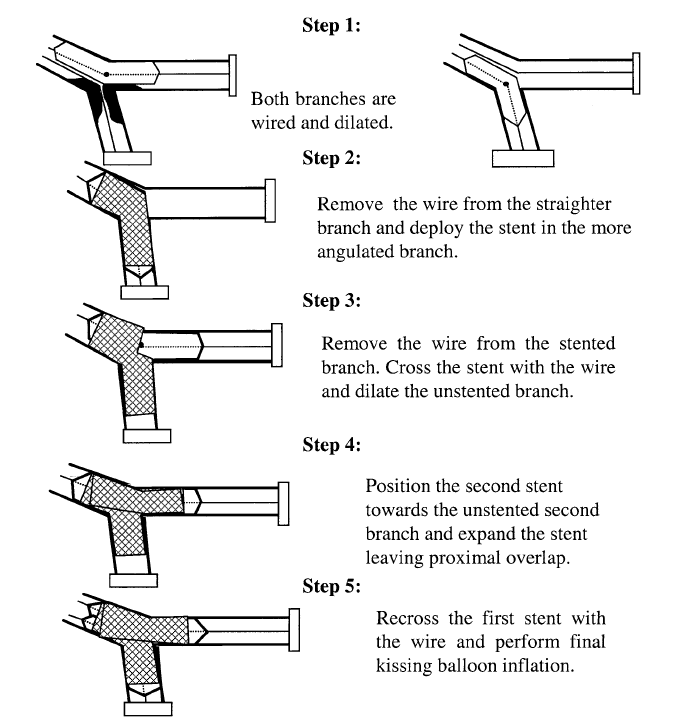 Step 1:
Both branches are
wired and dilated.
Step 2:
Remove the wire from the straighter
branch and deploy the stent in the more
angulated branch.
Step 3:
Remove the wire from the stented
branch. Cross the stent with the wire
and dilate the unstented branch.
Step 4:
Position the second stent
towards the unstented second
branch and expand the stent
leaving proximal overlap.
Step 5:
Recross the first stent with
the wire and perform final
kissing balloon inflation.